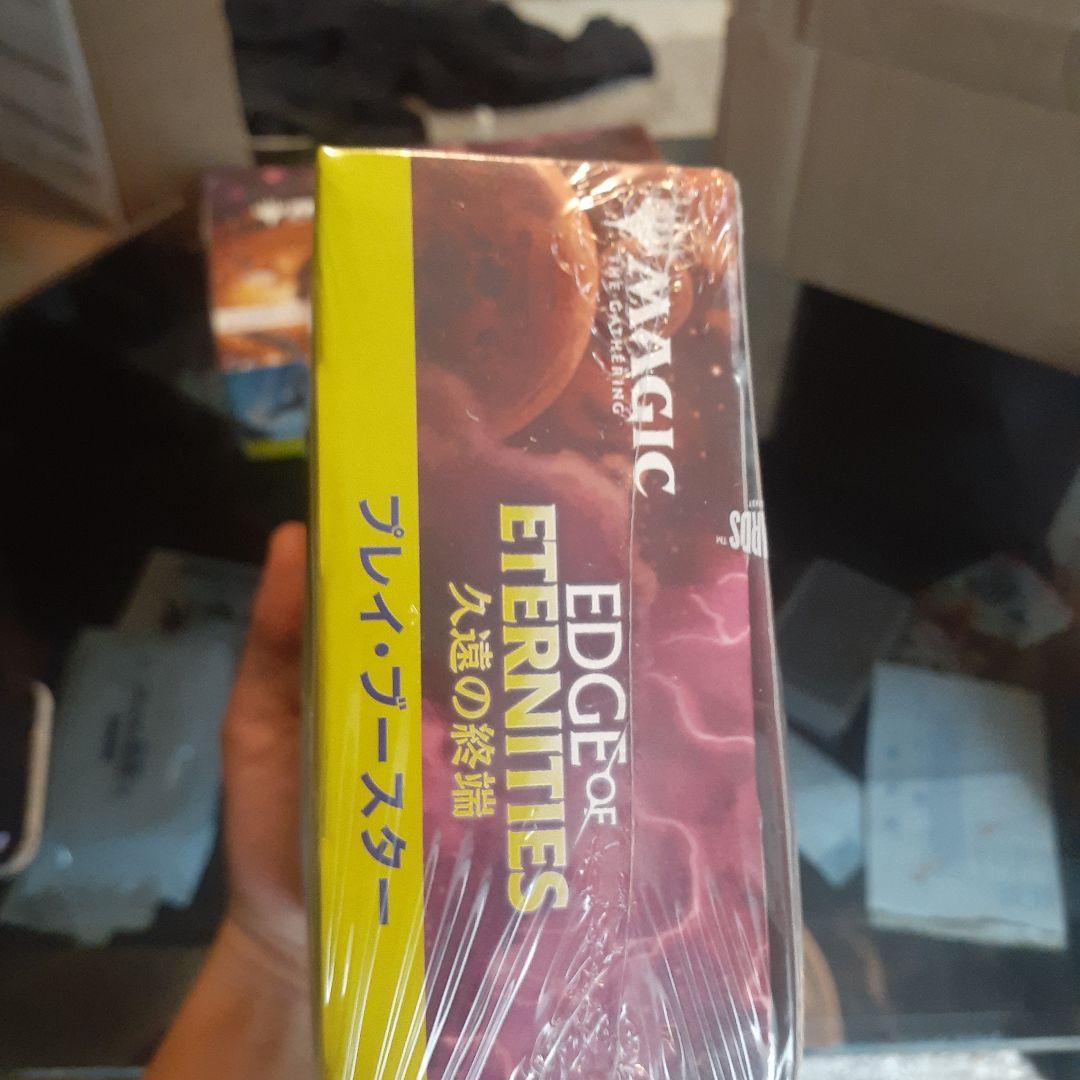 MAGIC
THE GATHERING
EDGE OF
ETERNITIES
久遠の終端
プレイ・ブースター